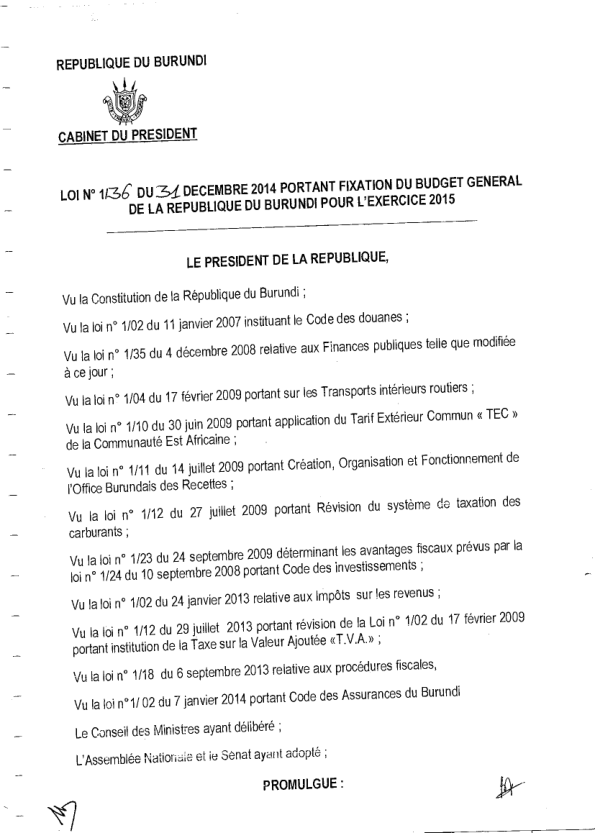 REPUBLIQUE DU BURUNDI
CABINET DU PRESIDENT
LOI N° 1/36 DU 31 DECEMBRE 2014 PORTANT FIXATION DU BUDGET GENERAL
DE LA REPUBLIQUE DU BURUNDI POUR L'EXERCICE 2015
LE PRESIDENT DE LA REPUBLIQUE,
Vu la Constitution de la République du Burundi ;
Vu la loi n° 1/02 du 11 janvier 2007 instituant le Code des douanes ;
Vu la loi n° 1/35 du 4 décembre 2008 relative aux Finances publiques telle que modifiée
à ce jour ;
Vu la loi n° 1/04 du 17 février 2009 portant sur les Transports intérieurs routiers ;
Vu la loi n° 1/10 du 30 juin 2009 portant application du Tarif Extérieur Commun « TEC »
de la Communauté Est Africaine ;
Vu la loi n° 1/11 du 14 juillet 2009 portant Création, Organisation et Fonctionnement de
l'Office Burundais des Recettes ;
Vu la loi n° 1/12 du 27 juillet 2009 portant Révision du système de taxation des
carburants ;
Vu la loi n° 1/23 du 24 septembre 2009 déterminant les avantages fiscaux prévus par la
loi n° 1/24 du 10 septembre 2008 portant Code des investissements ;
Vu la loi n° 1/02 du 24 janvier 2013 relative aux Impôts sur les revenus ;
Vu la loi n° 1/12 du 29 juillet 2013 portant révision de la Loi n° 1/02 du 17 février 2009
portant institution de la Taxe sur la Valeur Ajoutée «T.V.A.» ;
Vu la loi n° 1/18 du 6 septembre 2013 relative aux procédures fiscales,
Vu la loi n°1/ 02 du 7 janvier 2014 portant Code des Assurances du Burundi
Le Conseil des Ministres ayant délibéré ;
L'Assemblée Nationale et le Sénat ayant adopté ;
PROMULGUE :